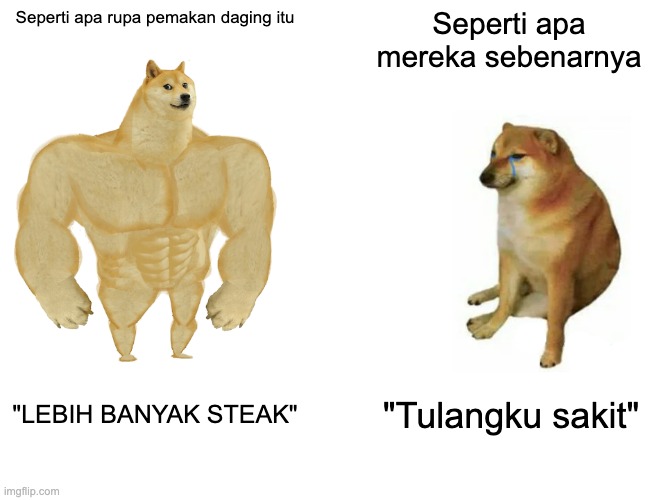 Seperti apa rupa pemakan daging itu
Seperti apa
mereka sebenarnya
"LEBIH BANYAK STEAK"
"Tulangku sakit"
imgflip.com